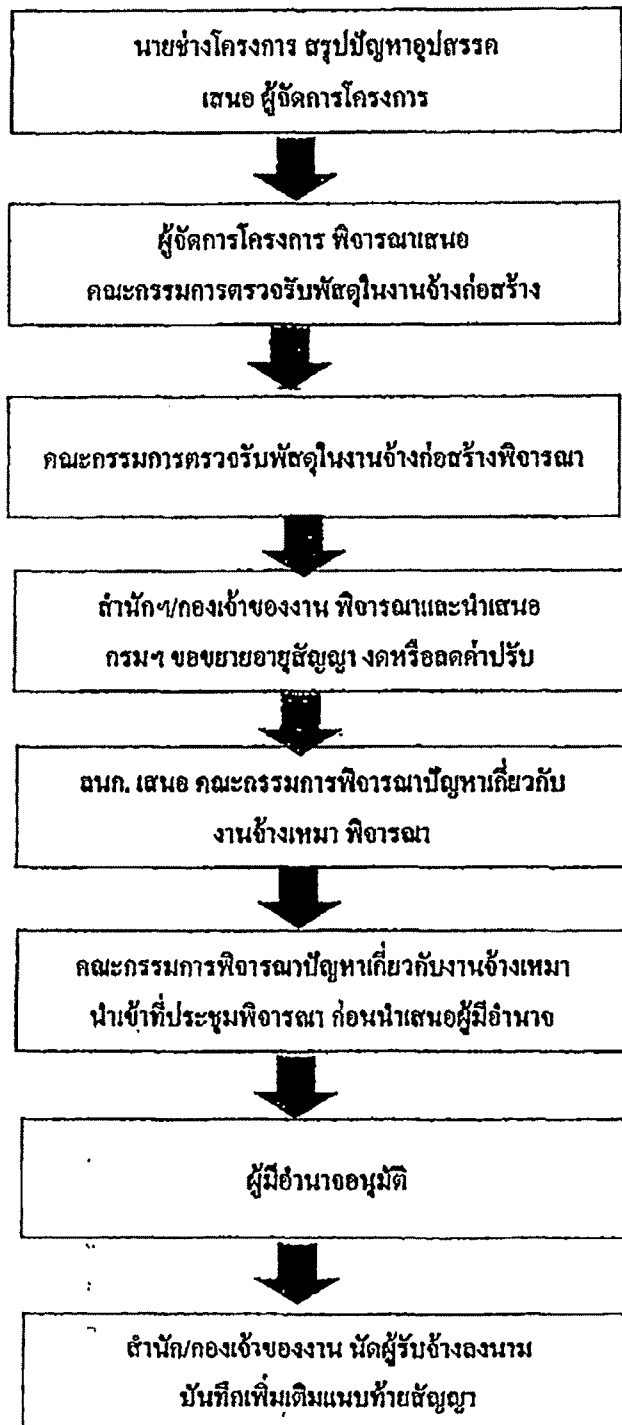 นายช่างโครงการ สรุปปัญหาอุปสรรค
เสนอ ผู้จัดการโครงการ
ผู้จัดการโครงการ พิจารณาเสนอ
คณะกรรมการตรวจรับพัสดุในงานจ้างก่อสร้าง
คณะกรรมการตรวจรับพัสดุในงานจ้างก่อสร้างพิจารณา
สำนักฯ/กองเจ้าของงาน พิจารณาและนำเสนอ
กรมฯ ขอขยายอายุสัญญา งดหรือลดค่าปรับ
ลนก. เสนอ คณะกรรมการพิจารณาปัญหาเกี่ยวกับ
งานจ้างเหมา พิจารณา
คณะกรรมการพิจารณาปัญหาเกี่ยวกับงานจ้างเหมา
นำเข้าที่ประชุมพิจารณา ก่อนนำเสนอผู้มีอำนาจ
ผู้มีอำนาจอนุมัติ
สำนัก/กองเจ้าของงาน นัดผู้รับจ้างลงนาม
บันทึกเพิ่มเติมแนบท้ายสัญญา